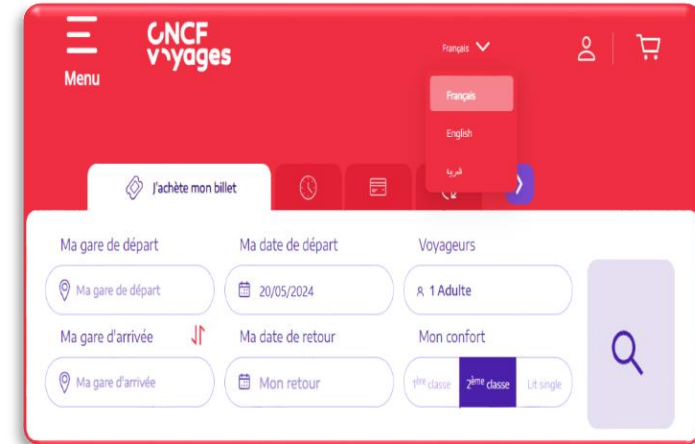 ONCF
voyages
Menu
Français
Français
English
العربية
J'achète mon billet
Ma gare de départ
Ma date de départ
Voyageurs
Ma gare de départ
20/05/2024
1 Adulte
Ma gare d'arrivée
Ma date de retour
Mon confort
Ma gare d'arrivée
Mon retour
1ère classe
2ème classe
Lit single